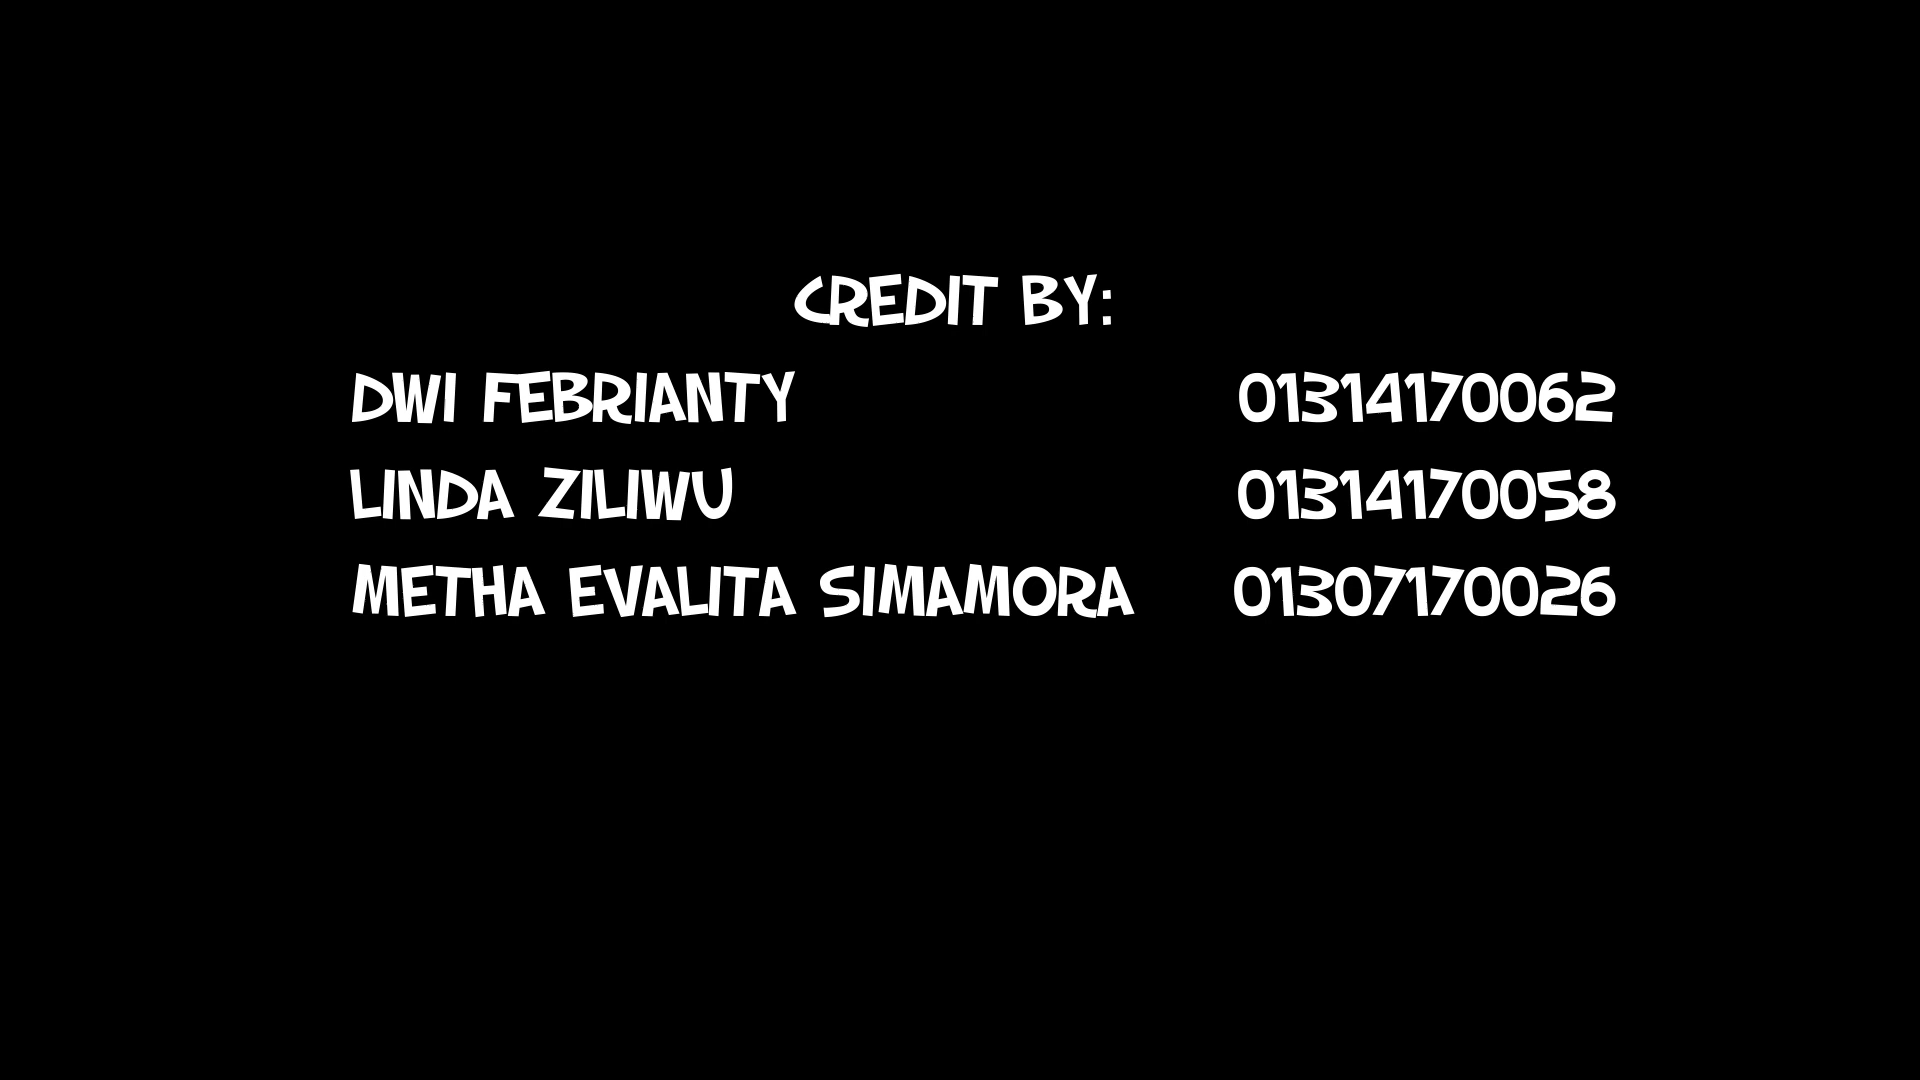 CREDIT BY:
DWI FEBRIANTY 01314170062
LINDA ZILIWU 01314170058
METHA EVALITA SIMAMORA 01307170026